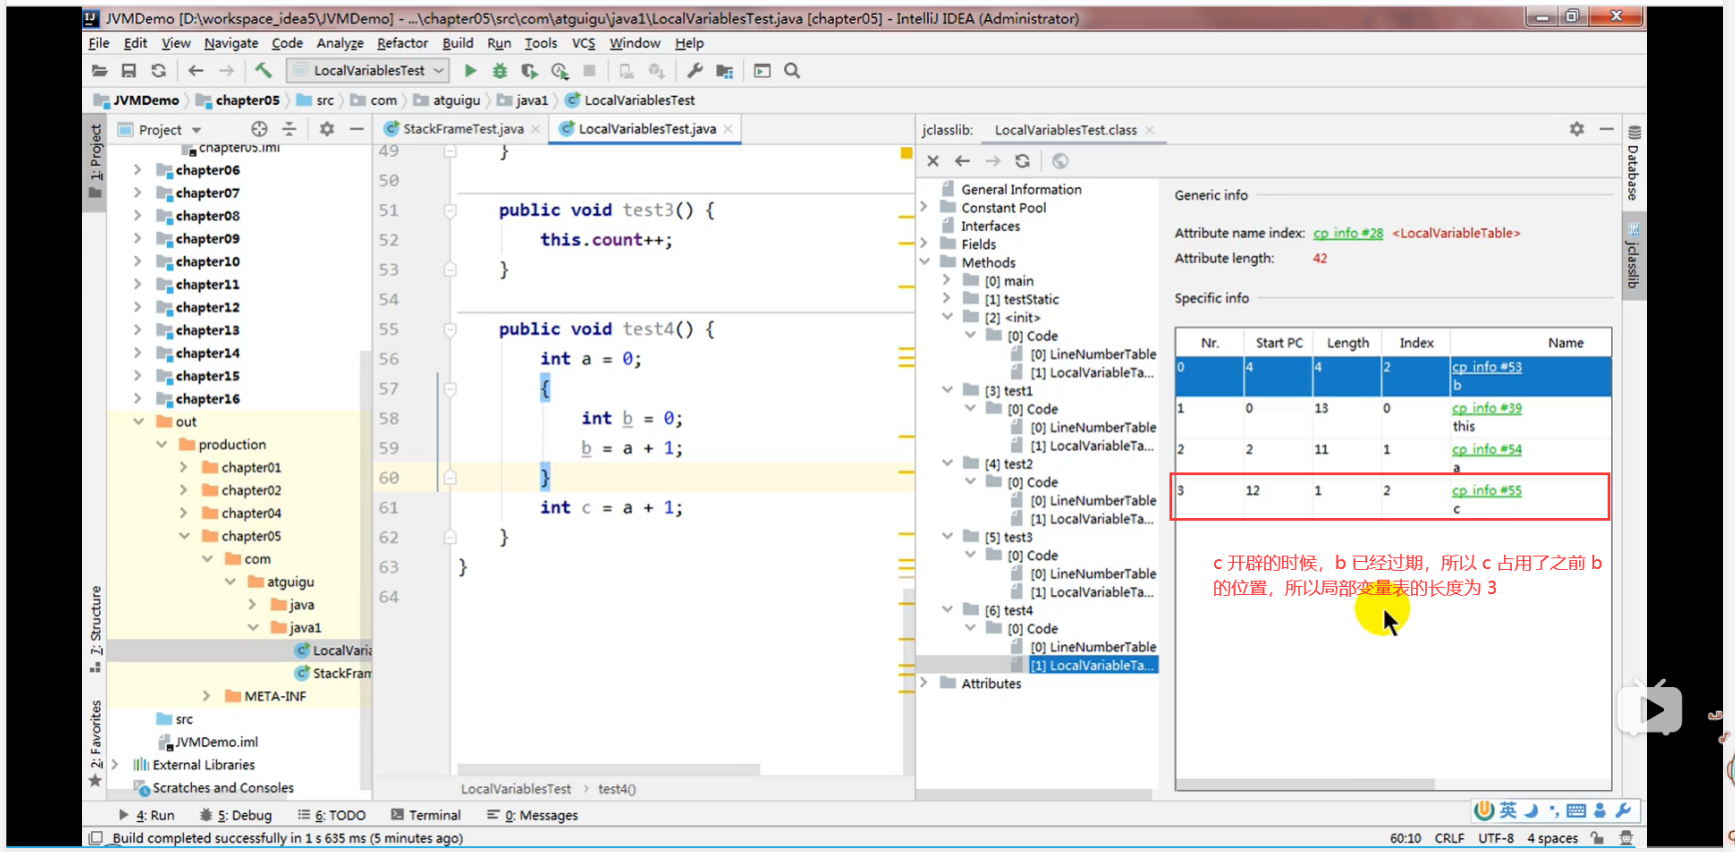 JVMDemo [D:\workspace_idea5\JVMDemo] - ...\chapter05\src\com\atguigu\java1\LocalVariablesTest.java [chapter05] - IntelliJ IDEA (Administrator)
File Edit View Navigate Code Analyze Refactor Build Run Tools VCS Window Help
LocalVariablesTest
JVMDemo chapter05 src com atguigu java1 LocalVariablesTest
1: Project
Project
chapter05.iml
chapter06
chapter07
chapter08
chapter09
chapter10
chapter11
chapter12
chapter13
chapter14
chapter15
chapter16
out
production
chapter01
chapter02
chapter04
chapter05
com
atguigu
java
java1
LocalVaria
StackFram
META-INF
src
JVMDemo.iml
External Libraries
Scratches and Consoles
7: Structure
2: Favorites
StackFrameTest.java LocalVariablesTest.java
49 }
50
51 public void test3() {
52 this.count++;
53 }
54
55 public void test4() {
56 int a = 0;
57 {
58 int b = 0;
59 b = a + 1;
60 }
61 int c = a + 1;
62 }
63 }
64
LocalVariablesTest › test4()
jclasslib: LocalVariablesTest.class
General Information
Constant Pool
Interfaces
Fields
Methods
[0] main
[1] testStatic
[2] <init>
[0] Code
[0] LineNumberTable
[1] LocalVariableTa...
[3] test1
[0] Code
[0] LineNumberTable
[1] LocalVariableTa...
[4] test2
[0] Code
[0] LineNumberTable
[1] LocalVariableTa...
[5] test3
[0] Code
[0] LineNumberTable
[1] LocalVariableTa...
[6] test4
[0] Code
[0] LineNumberTable
[1] LocalVariableTa...
Attributes
Generic info
Attribute name index: cp_info #28 <LocalVariableTable>
Attribute length: 42
Specific info
Nr. Start PC Length Index Name
0 4 4 2 cp_info #53
b
1 0 13 0 cp_info #39
this
2 2 11 1 cp_info #54
a
3 12 1 2 cp_info #55
c
c 开辟的时候，b 已经过期，所以 c 占用了之前 b
的位置，所以局部变量表的长度为 3
Database
jclasslib
4: Run 5: Debug 6: TODO Terminal 0: Messages
英
Build completed successfully in 1 s 635 ms (5 minutes ago)
60:10 CRLF UTF-8 4 spaces